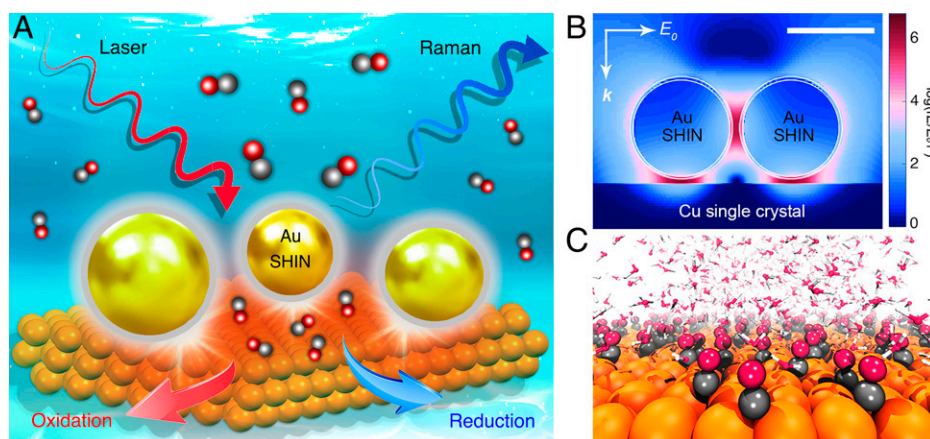 A
Laser
Raman
Au
SHIN
Oxidation
Reduction
B
E₀
k
Au
SHIN
Au
SHIN
Cu single crystal
6
4
2
0
C